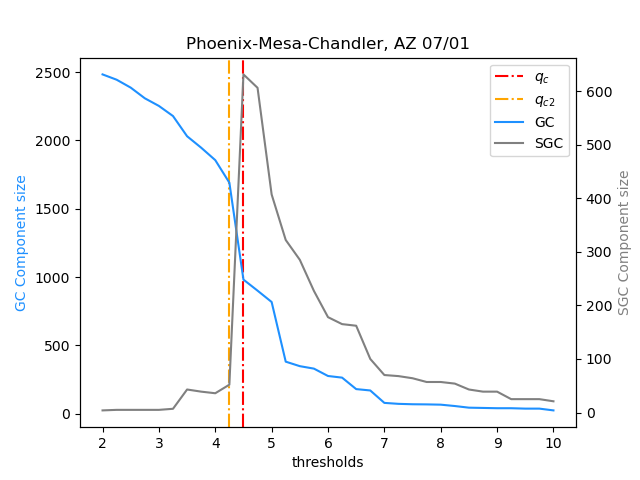 Phoenix-Mesa-Chandler, AZ 07/01
q_c
q_c2
GC
SGC
GC Component size
2500
2000
1500
1000
500
0
SGC Component size
600
500
400
300
200
100
0
2 3 4 5 6 7 8 9 10
thresholds